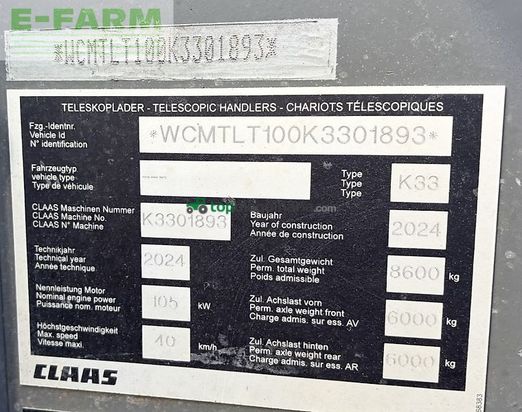 E-FARM
*WCMTLT100K3301893*
TELESKOPLADER - TELESCOPIC HANDLERS - CHARIOTS TÉLESCOPIQUES
Fzg.-Identnr.
Vehicle Id
N° identification
*WCMTLT100K3301893*
Fahrzeugtyp
vehicle type
Type de véhicule
Type
Type
Type
K33
CLAAS Maschinen Nummer
CLAAS Machine No.
CLAAS N° Machine
K3301893
top
.com
Baujahr
Year of construction
Année de construction
2024
Technikjahr
Technical year
Année technique
2024
Zul. Gesamtgewicht
Perm. total weight
Poids admissible
8600 kg
Nennleistung Motor
Nominal engine power
Puissance nom. moteur
105 kW
Zul. Achslast vorn
Perm. axle weight front
Charge admis. sur ess. AV
6000 kg
Höchstgeschwindigkeit
Max. speed
Vitesse maxi.
40 km/h
Zul. Achslast hinten
Perm. axle weight rear
Charge admis. sur ess. AR
6000 kg
CLAAS